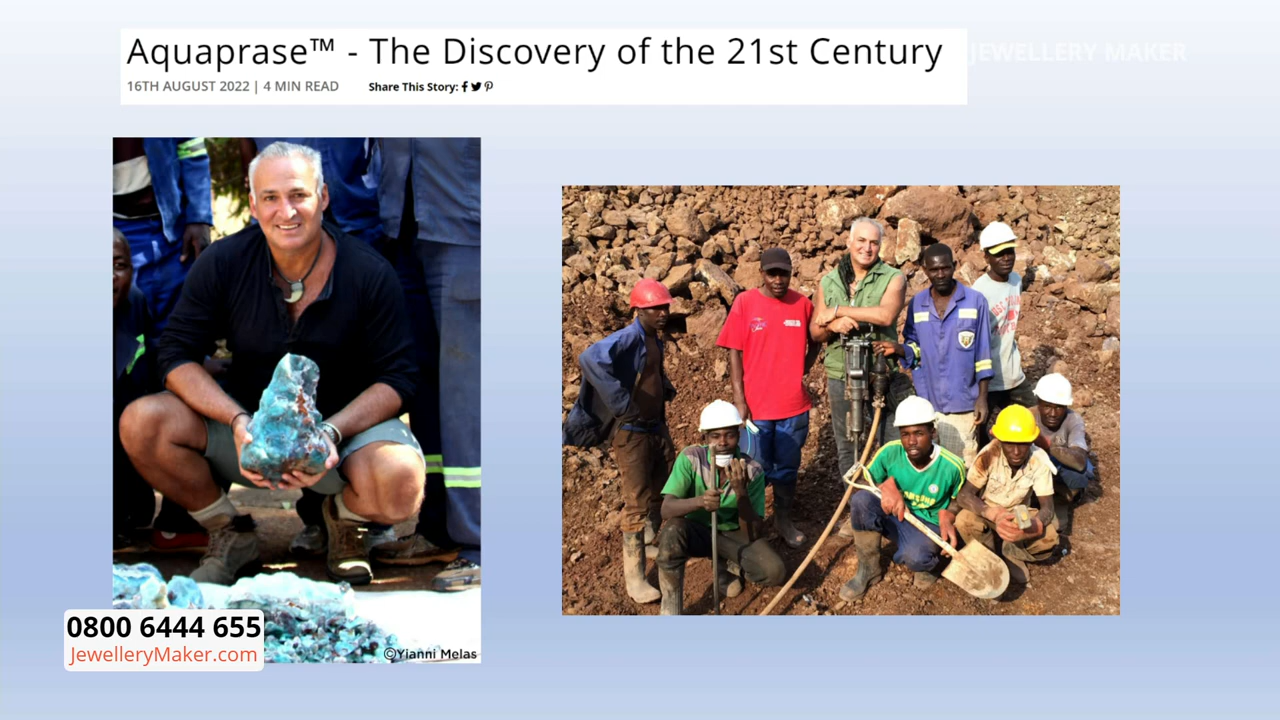 Aquaprase™ - The Discovery of the 21st Century
JEWELLERY MAKER
16TH AUGUST 2022 | 4 MIN READ
Share This Story:
©Yianni Melas
0800 6444 655
JewelleryMaker.com